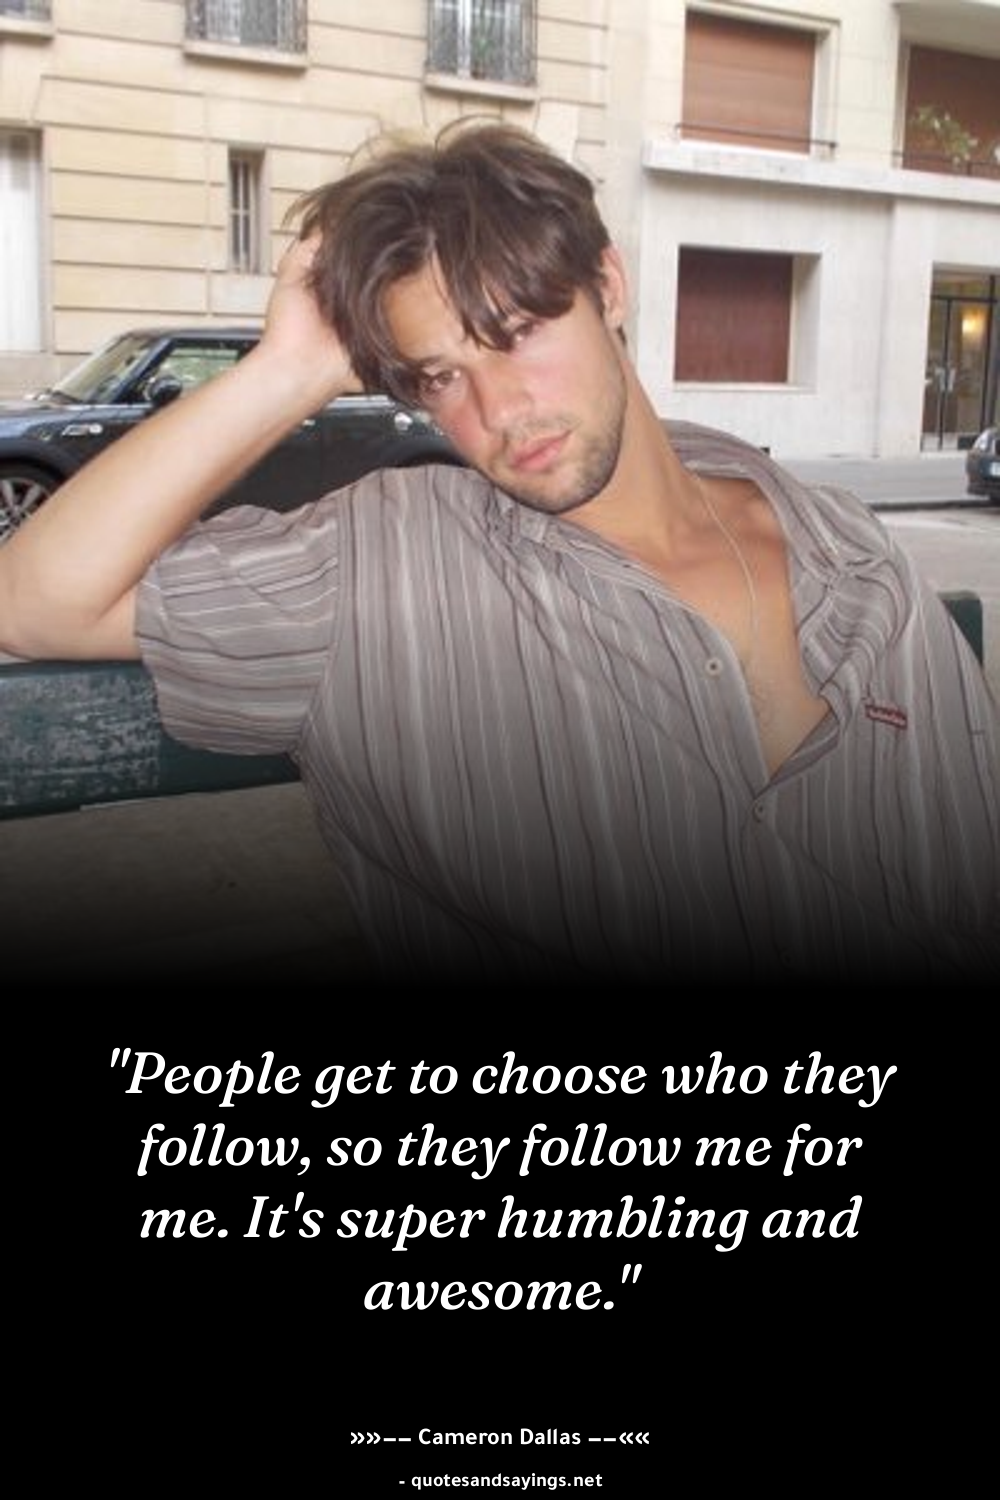 "People get to choose who they
follow, so they follow me for
me. It's super humbling and
awesome."
»»–– Cameron Dallas ––««
- quotesandsayings.net